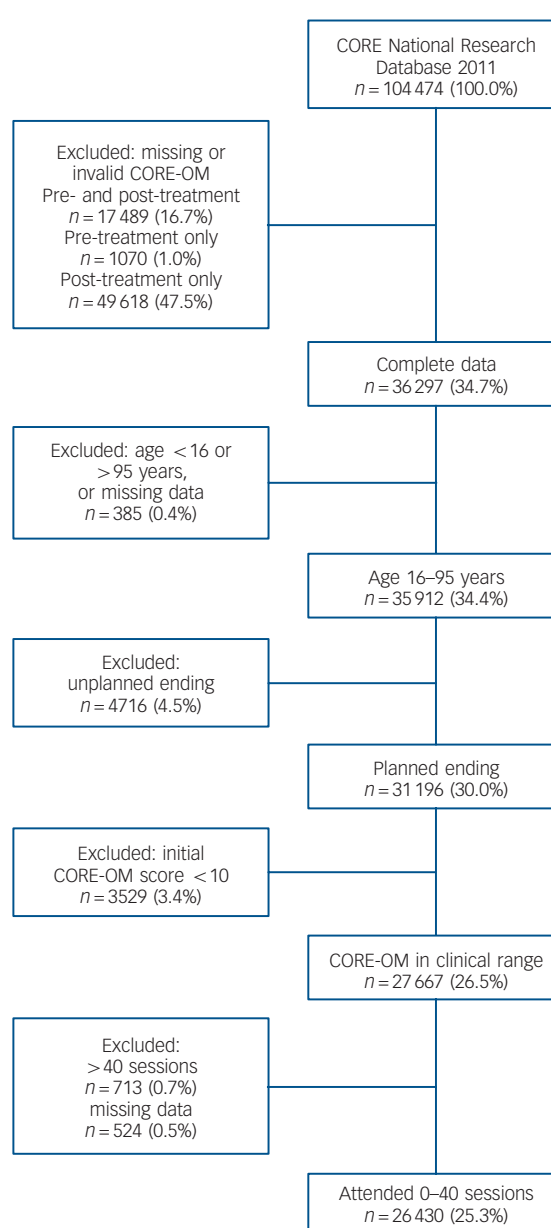 CORE National Research
Database 2011
n = 104 474 (100.0%)
Excluded: missing or
invalid CORE-OM
Pre- and post-treatment
n = 17 489 (16.7%)
Pre-treatment only
n = 1070 (1.0%)
Post-treatment only
n = 49 618 (47.5%)
Complete data
n = 36 297 (34.7%)
Excluded: age <16 or
>95 years,
or missing data
n = 385 (0.4%)
Age 16–95 years
n = 35 912 (34.4%)
Excluded:
unplanned ending
n = 4716 (4.5%)
Planned ending
n = 31 196 (30.0%)
Excluded: initial
CORE-OM score <10
n = 3529 (3.4%)
CORE-OM in clinical range
n = 27 667 (26.5%)
Excluded:
>40 sessions
n = 713 (0.7%)
missing data
n = 524 (0.5%)
Attended 0–40 sessions
n = 26 430 (25.3%)